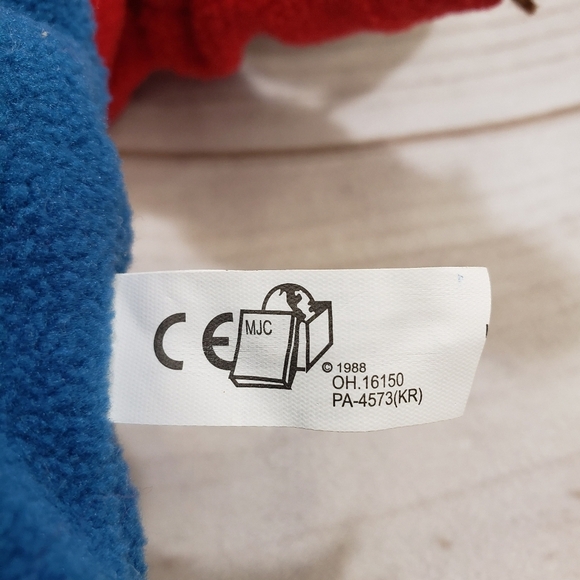 CE
MJC
© 1988
OH.16150
PA-4573(KR)